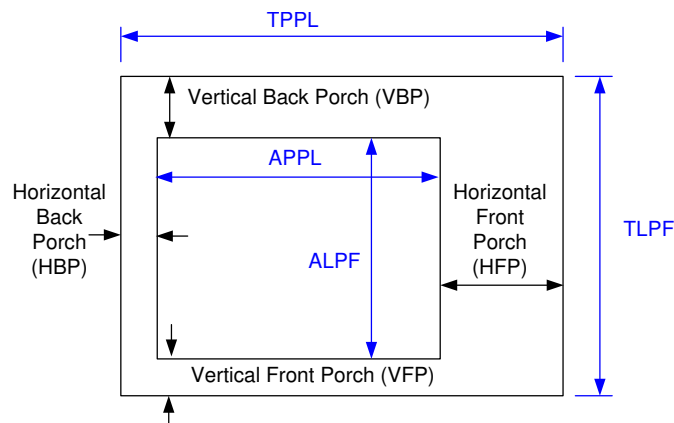 TPPL
Vertical Back Porch (VBP)
APPL
Horizontal
Back
Porch
(HBP)
Horizontal
Front
Porch
(HFP)
TLPF
ALPF
Vertical Front Porch (VFP)